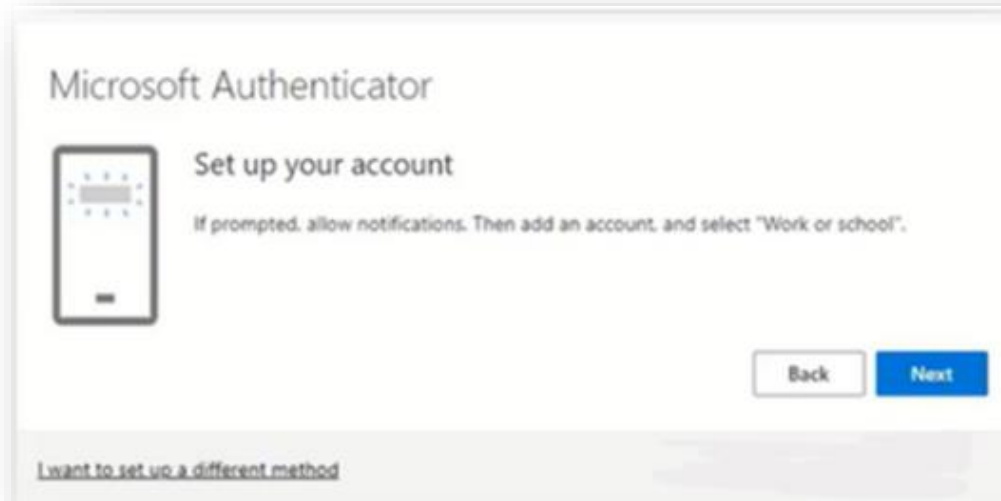 Microsoft Authenticator
Set up your account
If prompted, allow notifications. Then add an account, and select "Work or school".
Back
Next
I want to set up a different method